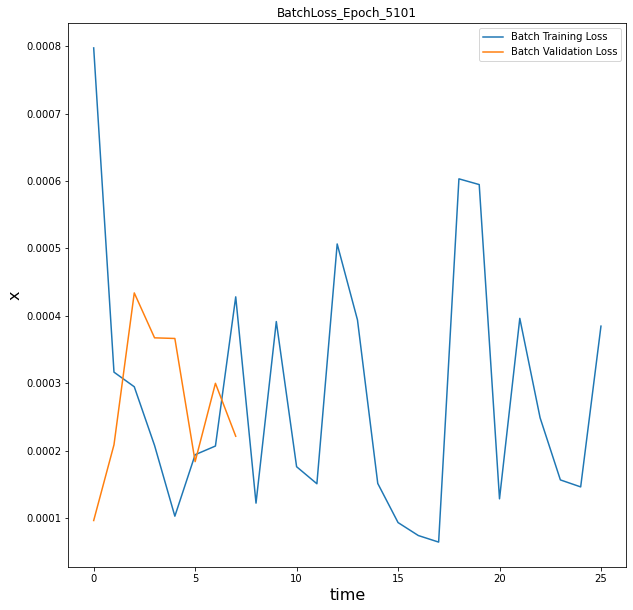 BatchLoss_Epoch_5101
Batch Training Loss
Batch Validation Loss
0.0008
0.0007
0.0006
0.0005
0.0004
0.0003
0.0002
0.0001
x
0 5 10 15 20 25
time